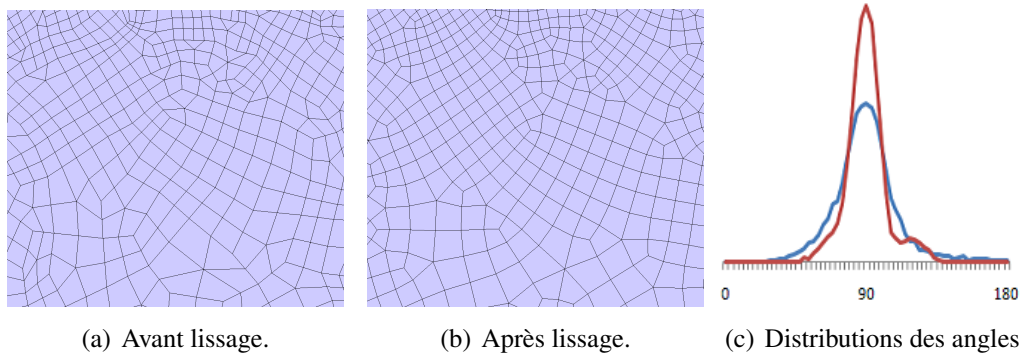 0 90 180
(a) Avant lissage. (b) Après lissage. (c) Distributions des angles